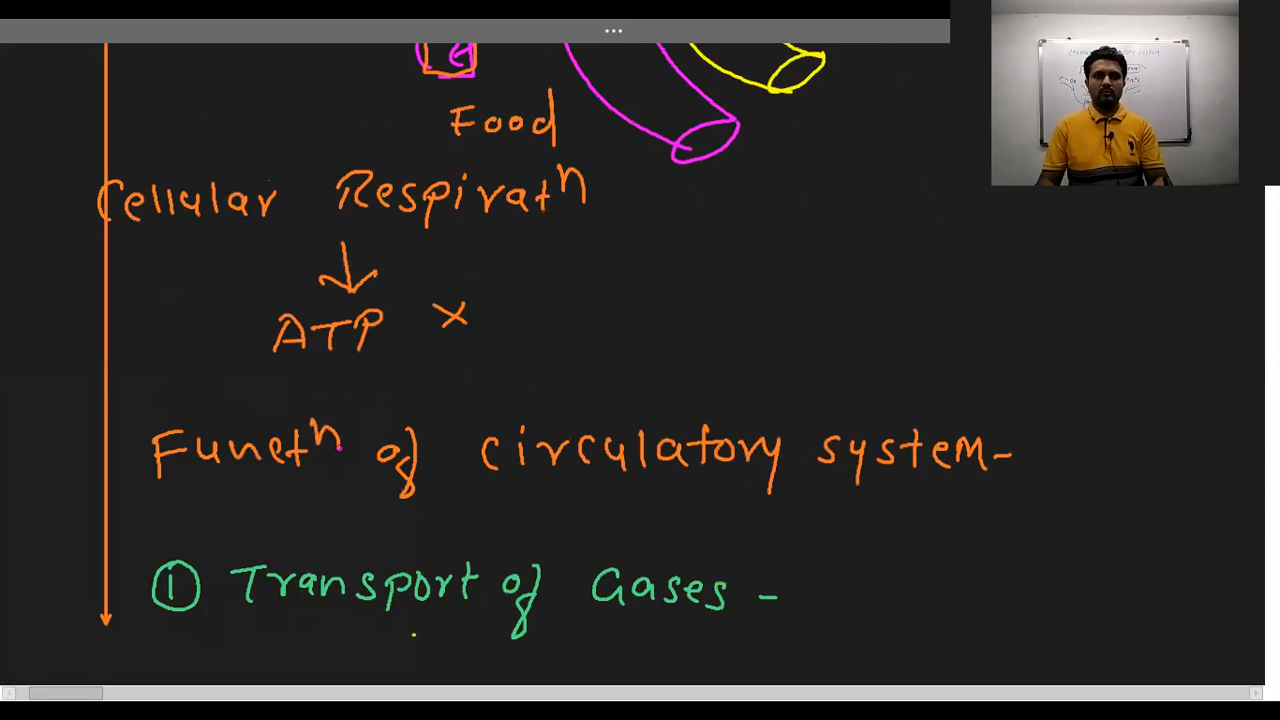 Food
Cellular Respiratn
ATP ×
Functn of circulatory system-
① Transport of Gases -